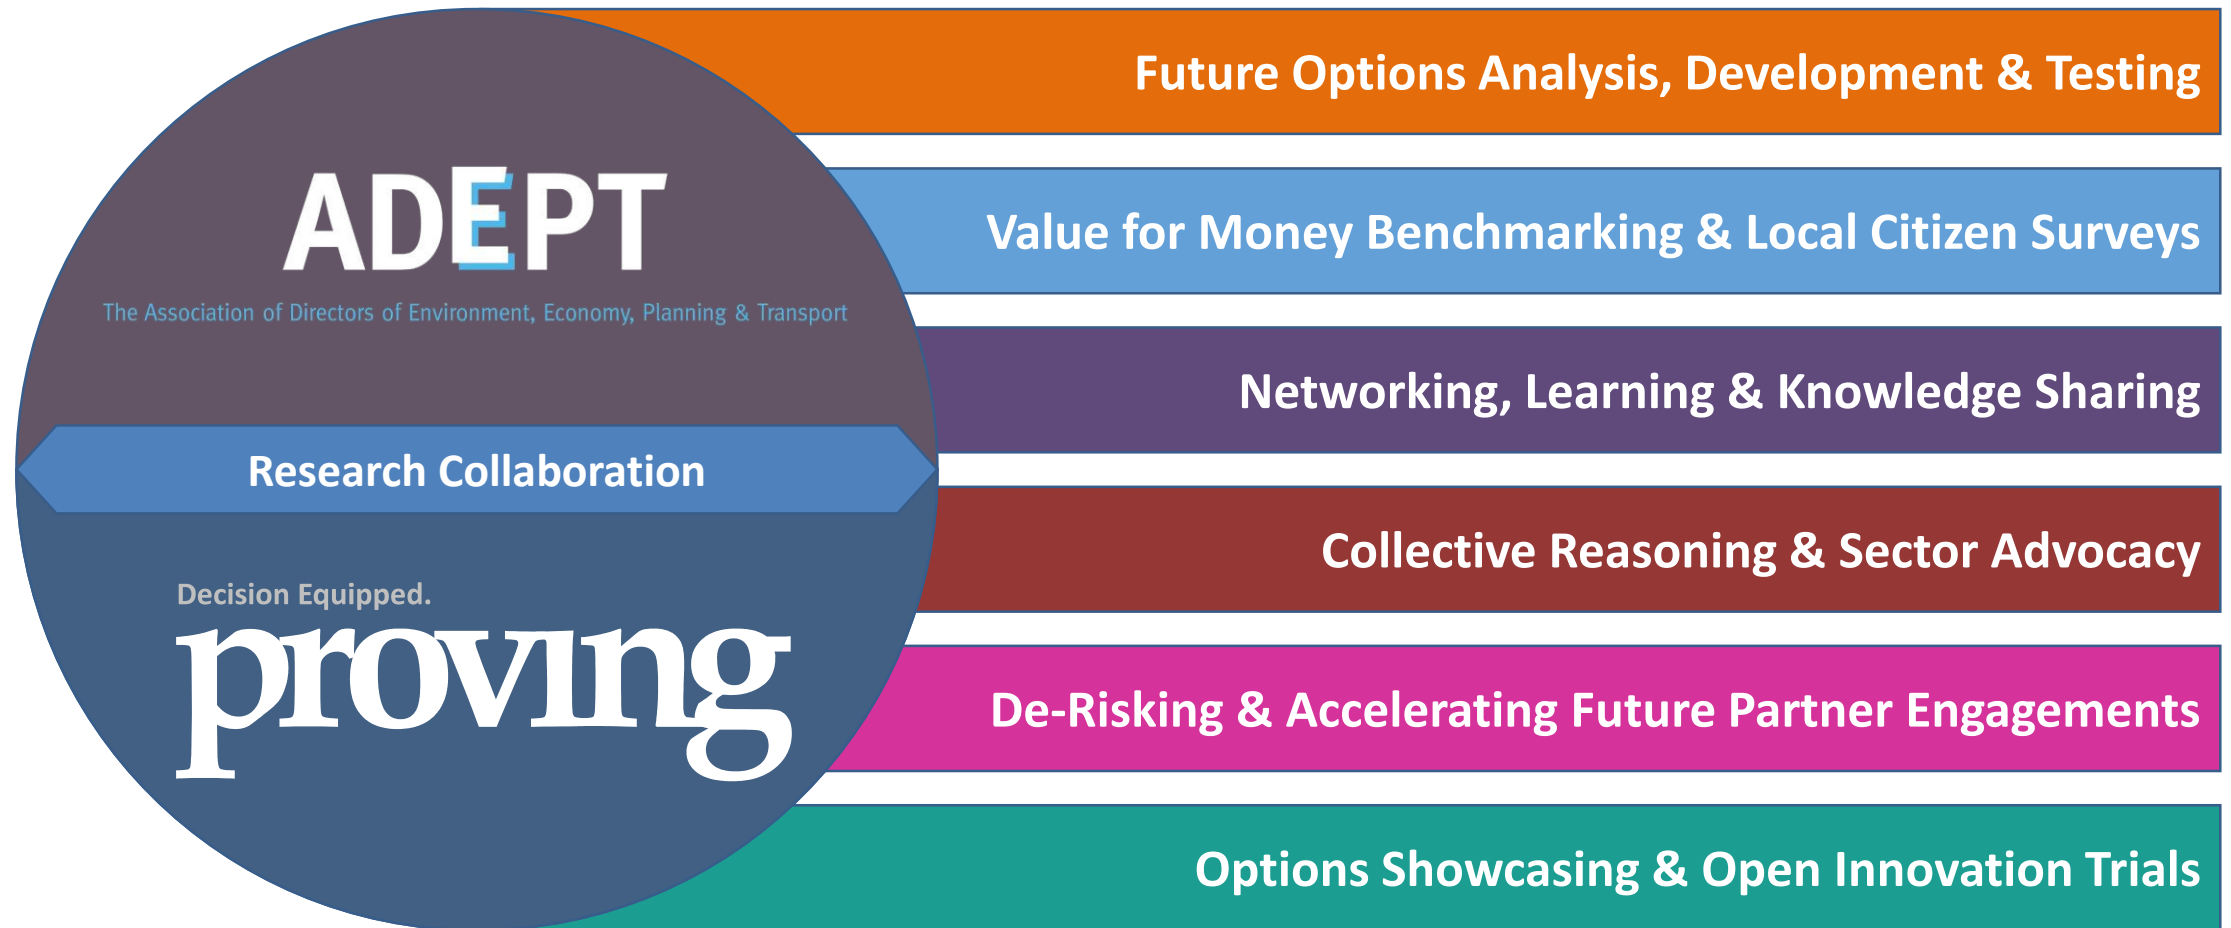 ADEPT
The Association of Directors of Environment, Economy, Planning & Transport
Research Collaboration
Decision Equipped.
proving
Future Options Analysis, Development & Testing
Value for Money Benchmarking & Local Citizen Surveys
Networking, Learning & Knowledge Sharing
Collective Reasoning & Sector Advocacy
De-Risking & Accelerating Future Partner Engagements
Options Showcasing & Open Innovation Trials